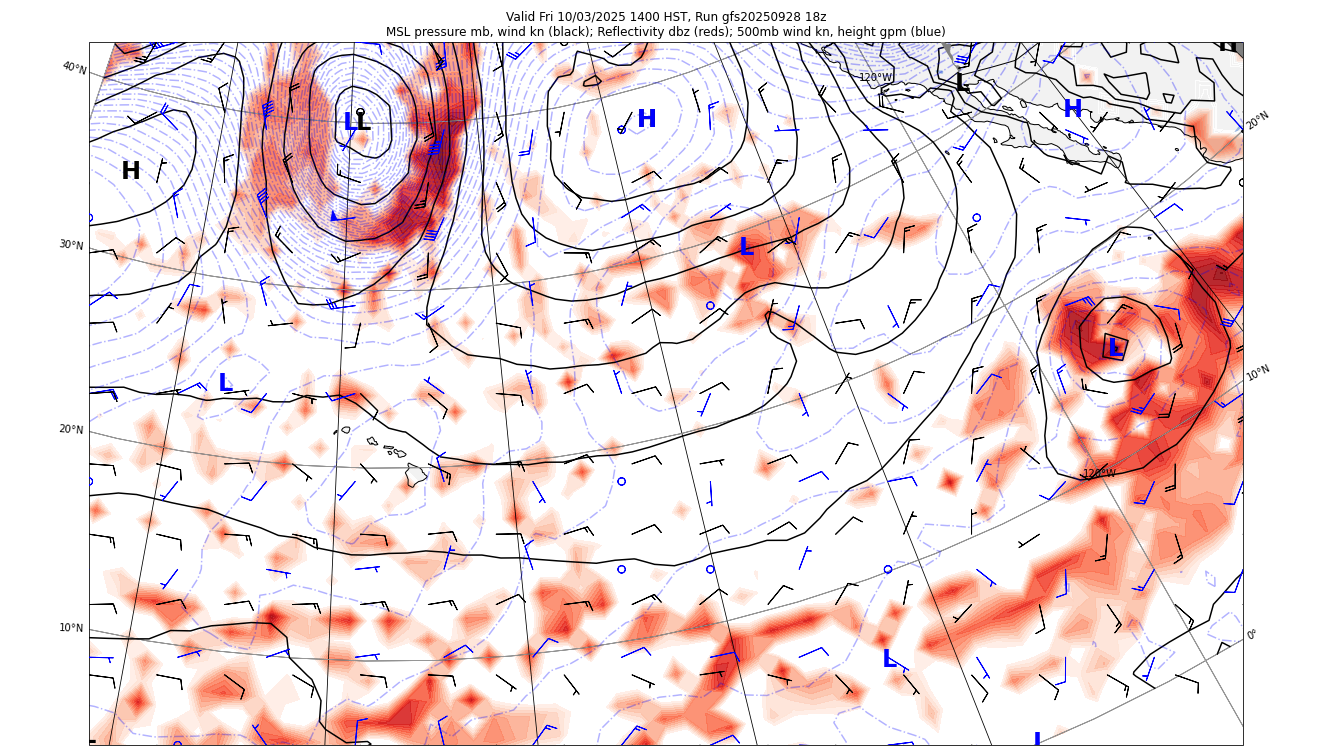 Valid Fri 10/03/2025 1400 HST, Run gfs20250928 18z
MSL pressure mb, wind kn (black); Reflectivity dbz (reds); 500mb wind kn, height gpm (blue)
40°N
120°W
L
H
20°N
L L
H
H
30°N
L
L
10°N
L
20°N
120°W
10°N
0°
L
L